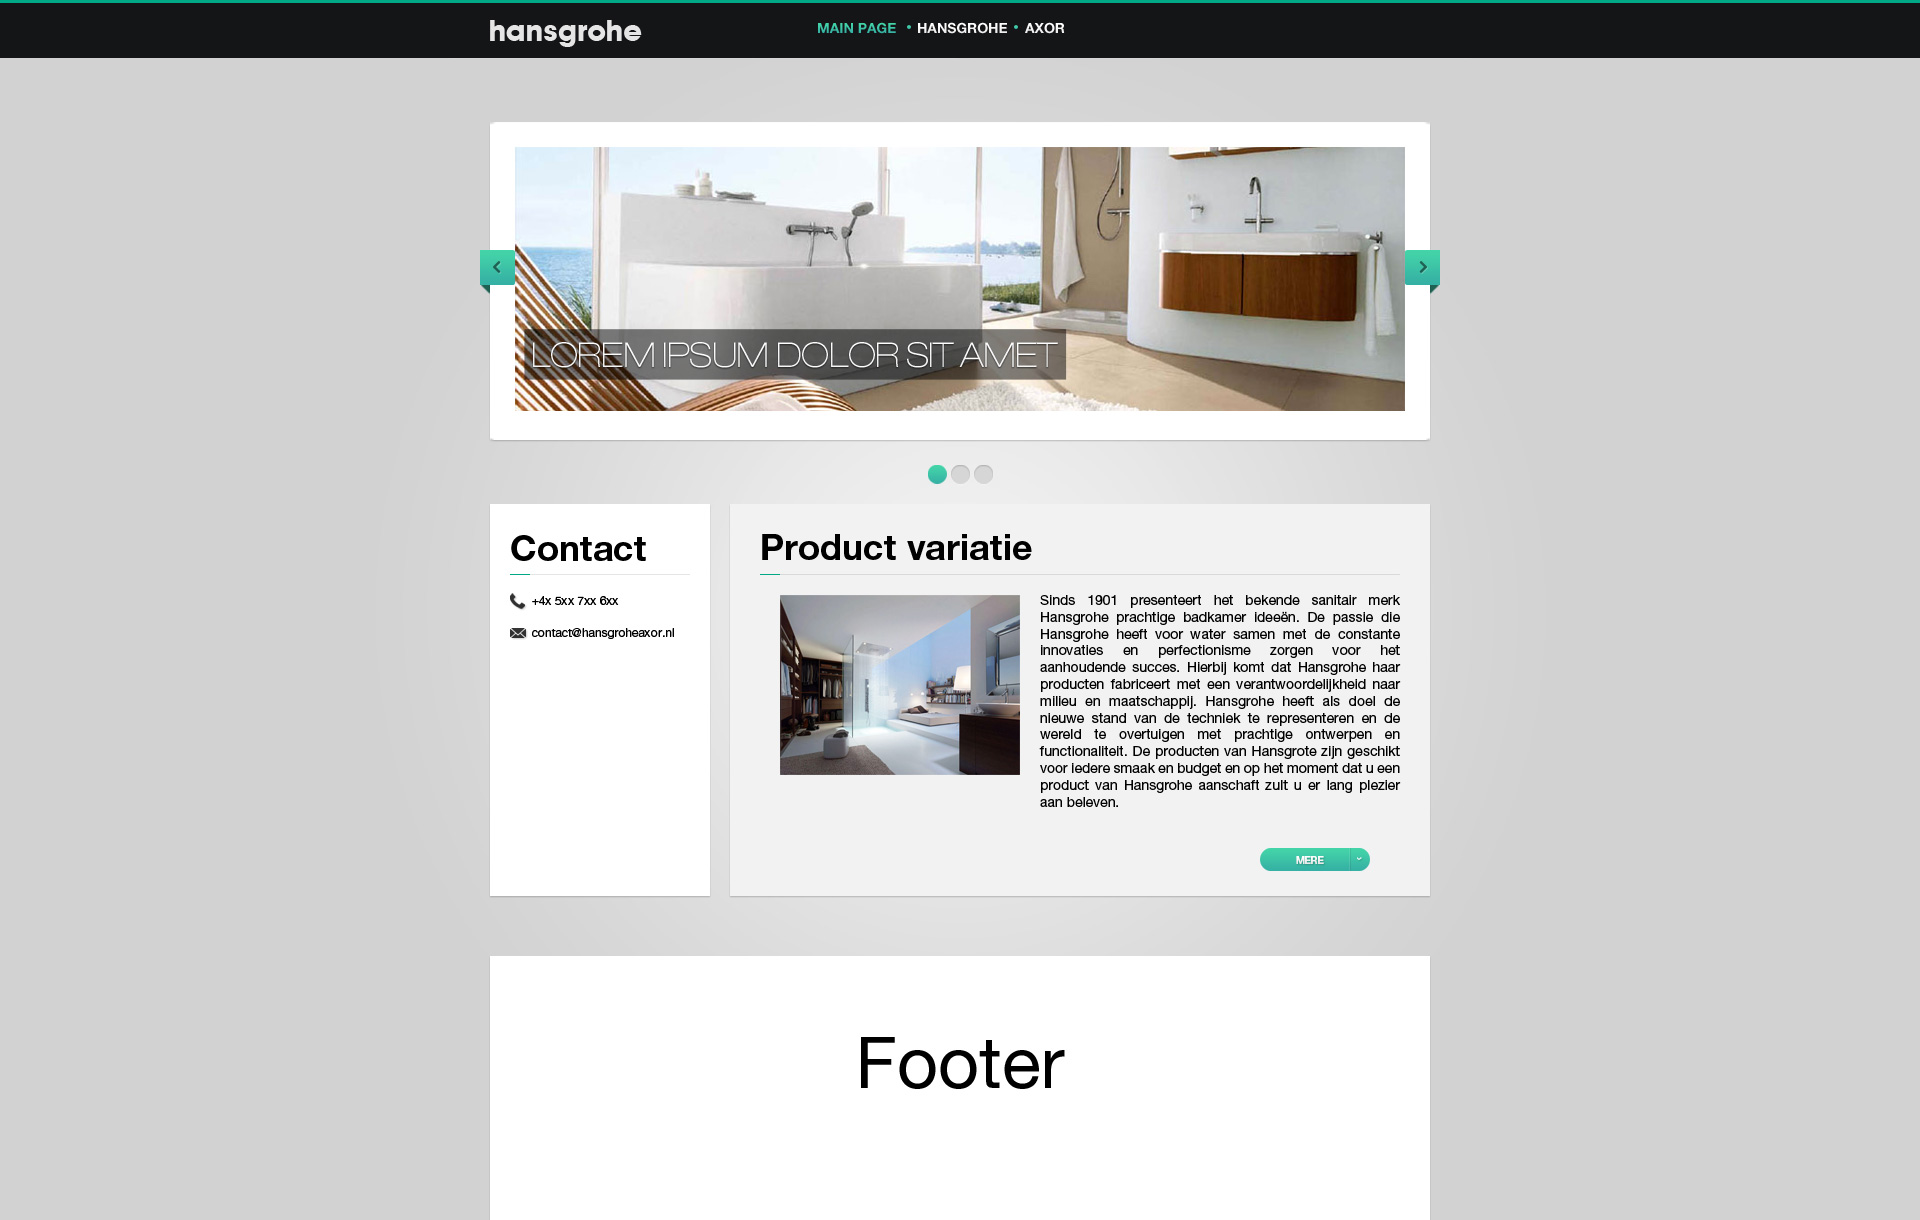 hansgrohe
MAIN PAGE • HANSGROHE • AXOR
LOREM IPSUM DOLOR SIT AMET
Contact
+4x 5xx 7xx 6xx
contact@hansgroheaxor.nl
Product variatie
Sinds 1901 presenteert het bekende sanitair merk
Hansgrohe prachtige badkamer ideeën. De passie die
Hansgrohe heeft voor water samen met de constante
innovaties en perfectionisme zorgen voor het
aanhoudende succes. Hierbij komt dat Hansgrohe haar
producten fabriceert met een verantwoordelijkheid naar
milieu en maatschappij. Hansgrohe heeft als doel de
nieuwe stand van de techniek te representeren en de
wereld te overtuigen met prachtige ontwerpen en
functionaliteit. De producten van Hansgrote zijn geschikt
voor iedere smaak en budget en op het moment dat u een
product van Hansgrohe aanschaft zult u er lang plezier
aan beleven.
MERE
Footer